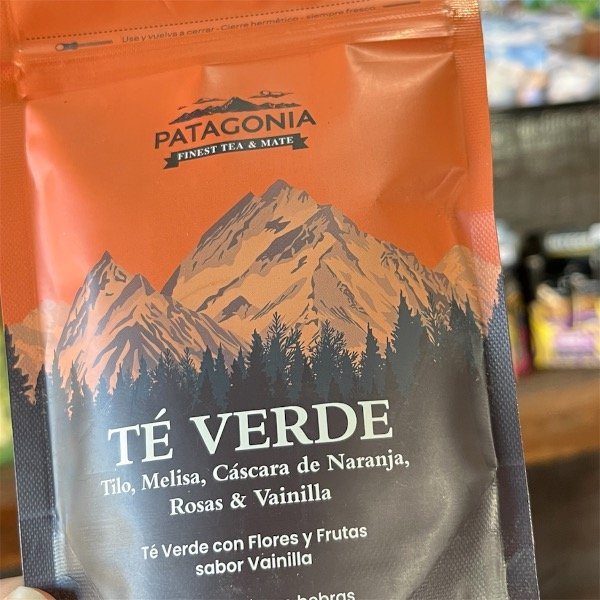 Use y vuelva a cerrar - Cierre hermético - siempre fresco
PATAGONIA
FINEST TEA & MATE
TÉ VERDE
Tilo, Melisa, Cáscara de Naranja,
Rosas & Vainilla
Té Verde con Flores y Frutas
sabor Vainilla
hebras